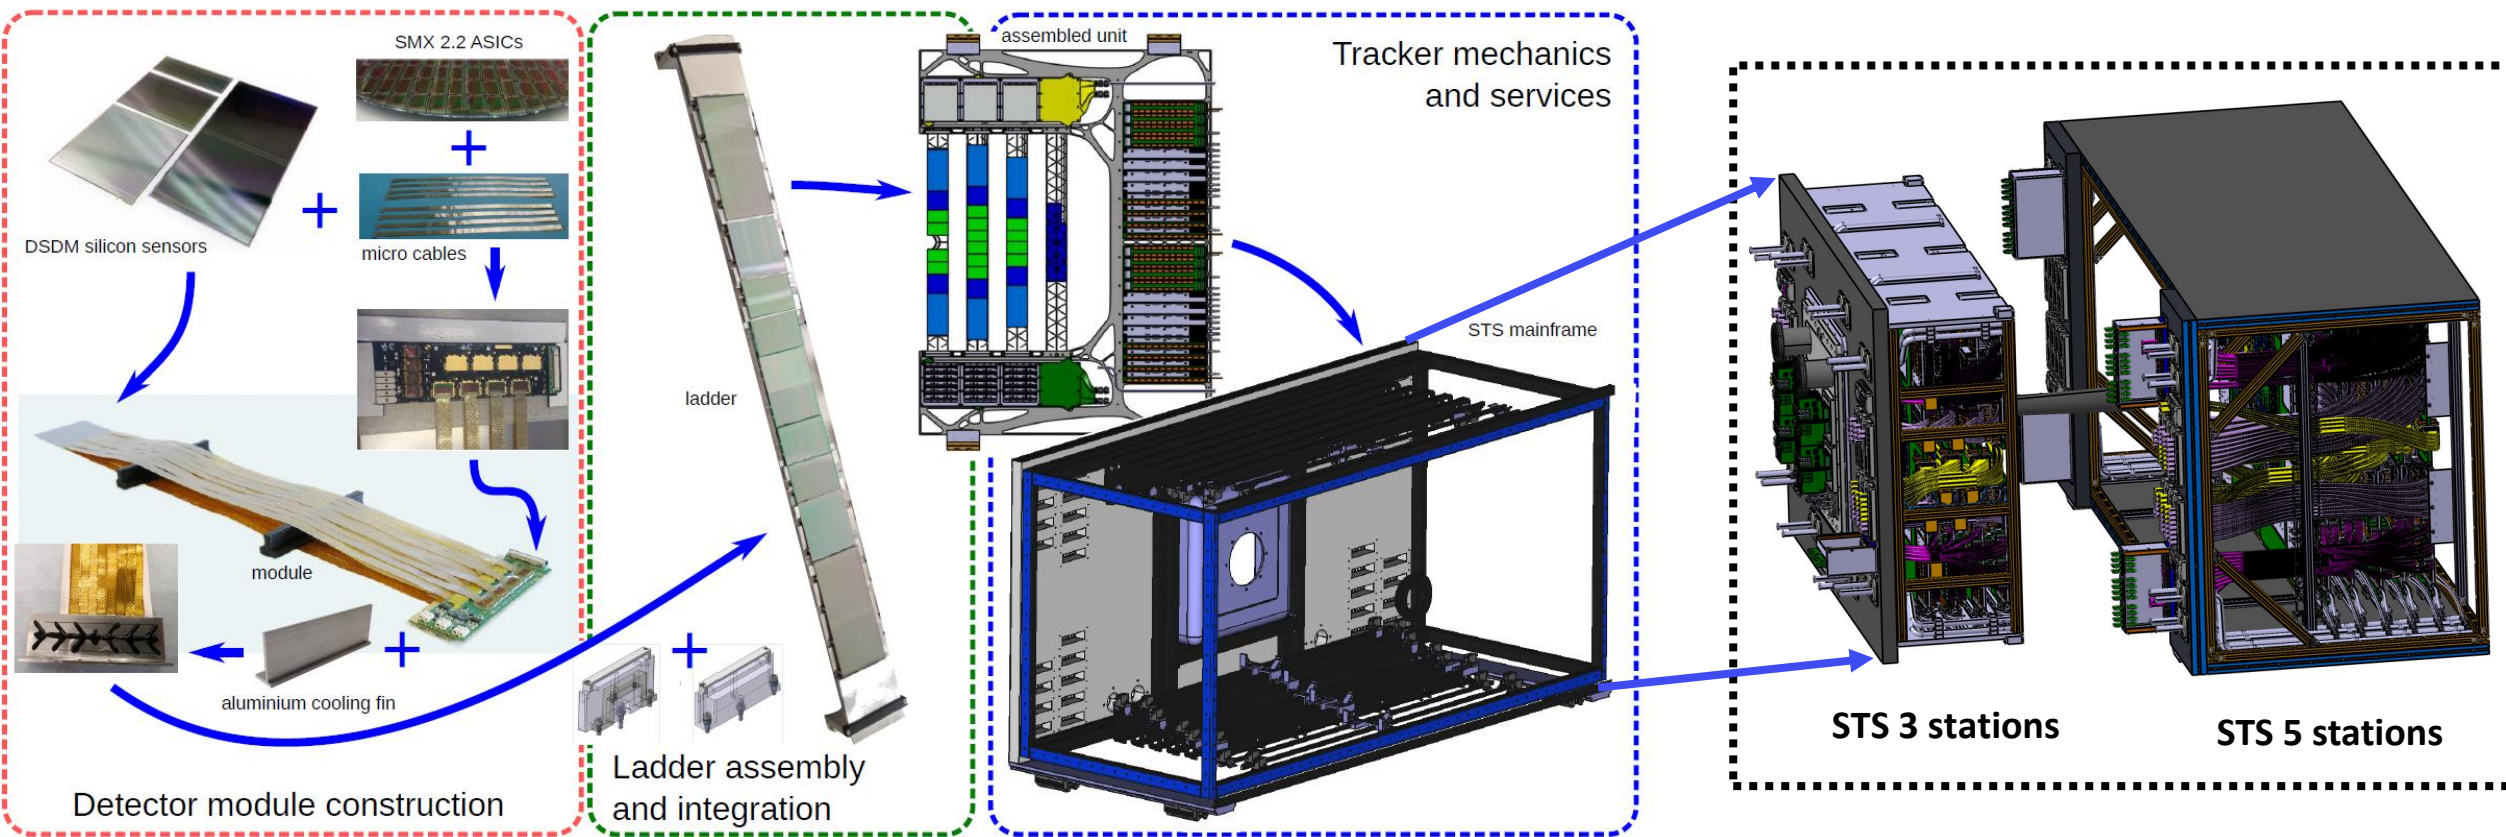 SMX 2.2 ASICs
DSDM silicon sensors
micro cables
module
aluminium cooling fin
Detector module construction
ladder
Ladder assembly
and integration
assembled unit
Tracker mechanics
and services
STS mainframe
STS 3 stations
STS 5 stations